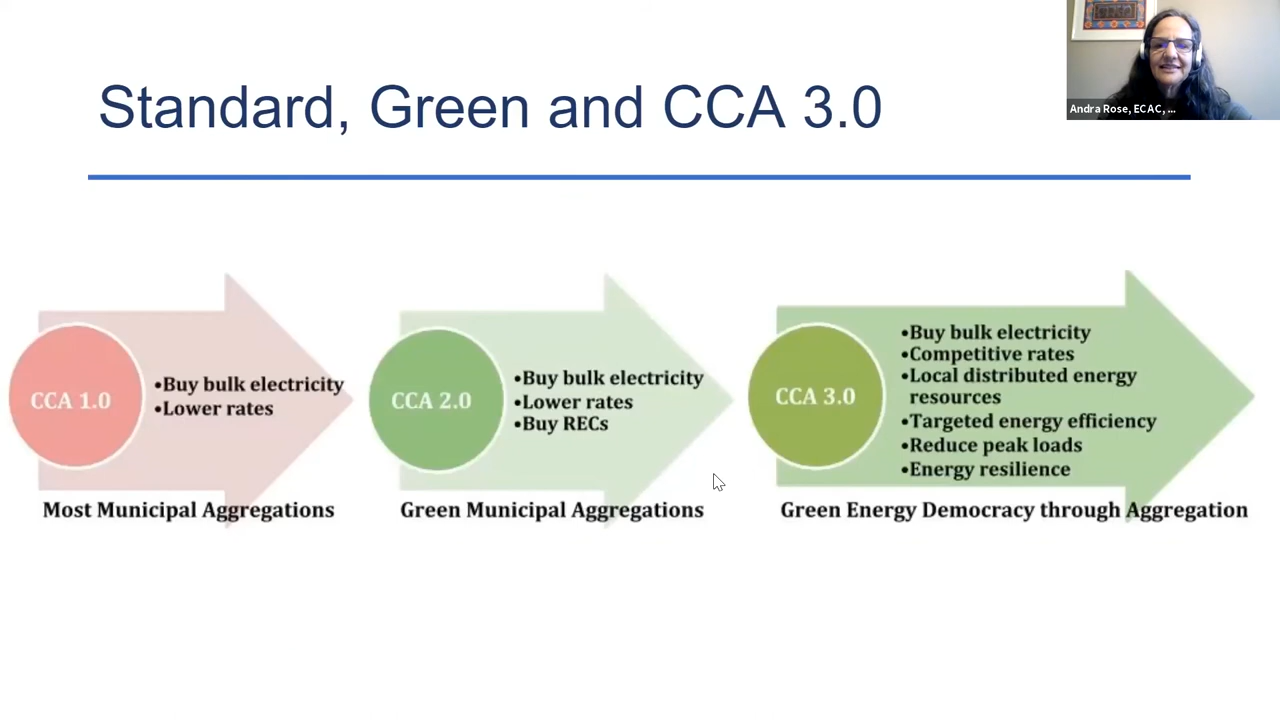 Standard, Green and CCA 3.0
Andra Rose, ECAC, ...
CCA 1.0
•Buy bulk electricity
•Lower rates
Most Municipal Aggregations
CCA 2.0
•Buy bulk electricity
•Lower rates
•Buy RECs
Green Municipal Aggregations
CCA 3.0
•Buy bulk electricity
•Competitive rates
•Local distributed energy
resources
•Targeted energy efficiency
•Reduce peak loads
•Energy resilience
Green Energy Democracy through Aggregation